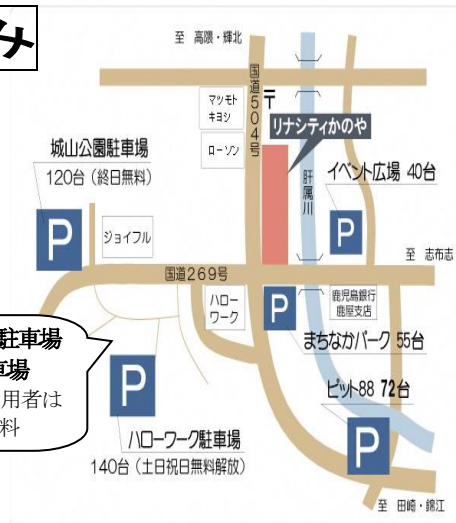 み
至 高隈・輝北
国道504号
〒
マツモト
キヨシ
リナシティかのや
ローソン
城山公園駐車場
120台（終日無料）
イベント広場 40台
肝属川
P
P
ジョイフル
至 志布志
国道269号
ハロー
ワーク
鹿児島銀行
鹿屋支店
P
まちなかパーク 55台
駐車場
車場
用者は
料
P
ピット88 72台
P
ハローワーク駐車場
140台（土日祝日無料解放）
至 田崎・錦江